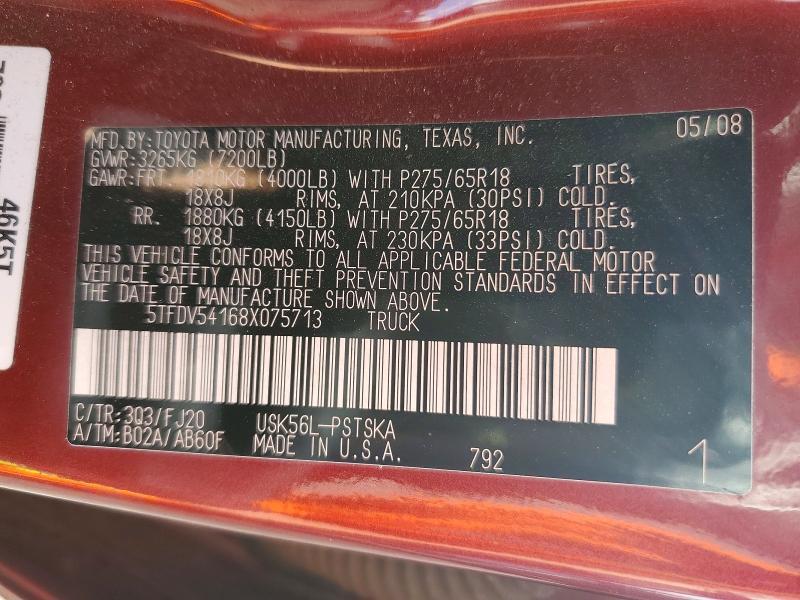 MFD.BY:TOYOTA MOTOR MANUFACTURING, TEXAS, INC. 05/08
GVWR:3265KG (7200LB)
GAWR:FRT. 1810KG (4000LB) WITH P275/65R18 TIRES,
18X8J RIMS, AT 210KPA (30PSI) COLD.
RR. 1880KG (4150LB) WITH P275/65R18 TIRES,
18X8J RIMS, AT 230KPA (33PSI) COLD.
THIS VEHICLE CONFORMS TO ALL APPLICABLE FEDERAL MOTOR
VEHICLE SAFETY AND THEFT PREVENTION STANDARDS IN EFFECT ON
THE DATE OF MANUFACTURE SHOWN ABOVE.
5TFDV54168X075713 TRUCK
C/TR:3Q3/FJ20 USK56L-PSTSKA
A/TM:B02A/AB60F MADE IN U.S.A. 792 1
46K5T